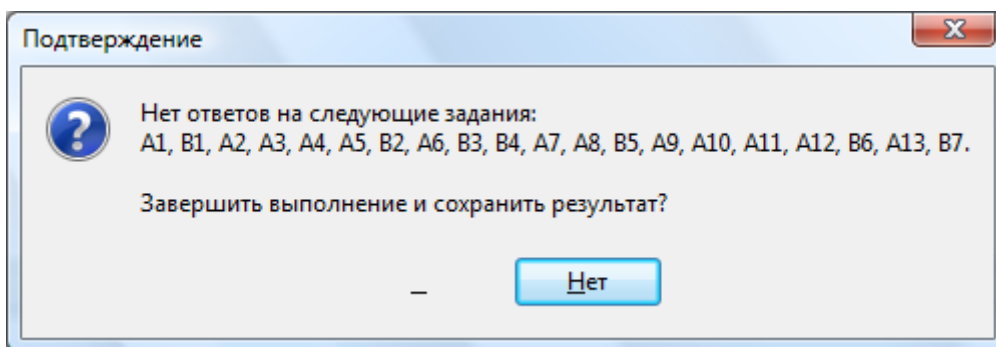 Подтверждение
Нет ответов на следующие задания:
A1, B1, A2, A3, A4, A5, B2, A6, B3, B4, A7, A8, B5, A9, A10, A11, A12, B6, A13, B7.
Завершить выполнение и сохранить результат?
Нет